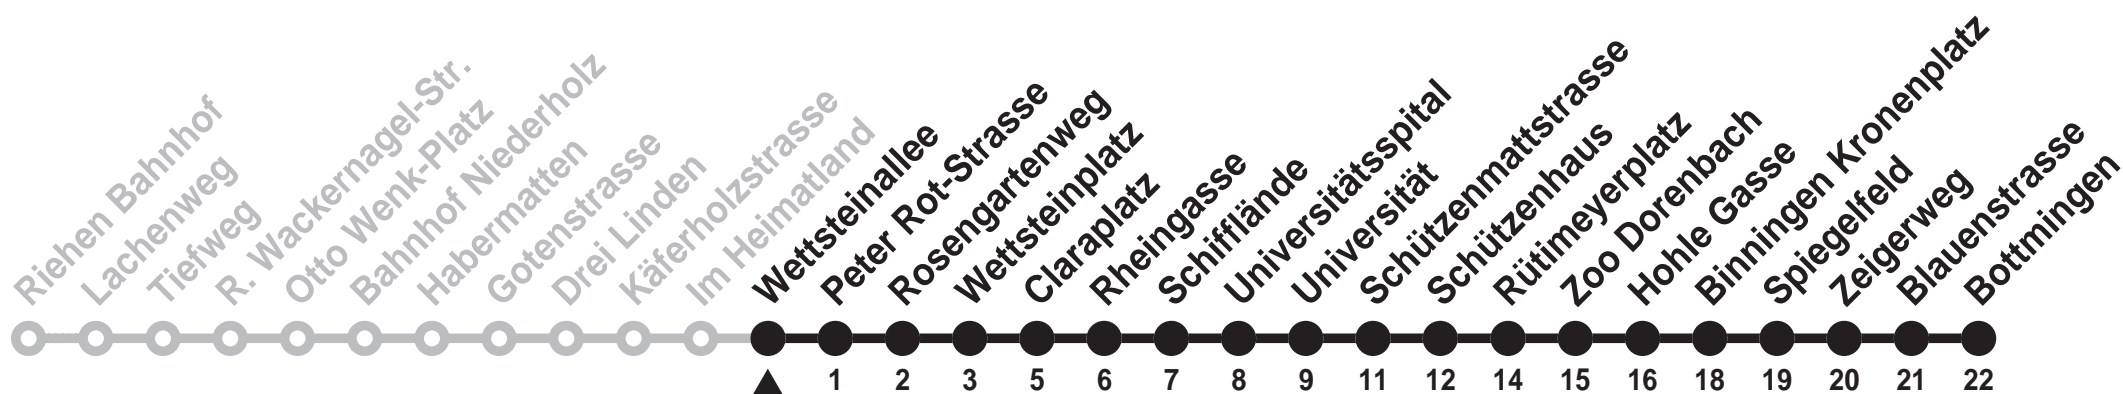 Riehen Bahnhof
Lachenweg
Tiefweg
R. Wackernagel-Str.
Otto Wenk-Platz
Bahnhof Niederholz
Habermatten
Gotenstrasse
Drei Linden
Käferholzstrasse
Im Heimatland
Wettsteinallee
Peter Rot-Strasse
Rosengartenweg
Wettsteinplatz
Claraplatz
Rheingasse
Schifflände
Universitätsspital
Universität
Schützenmattstrasse
Schützenhaus
Rütimeyerplatz
Zoo Dorenbach
Hohle Gasse
Binningen Kronenplatz
Spiegelfeld
Zeigerweg
Blauenstrasse
Bottmingen
1 2 3 5 6 7 8 9 11 12 14 15 16 18 19 20 21 22